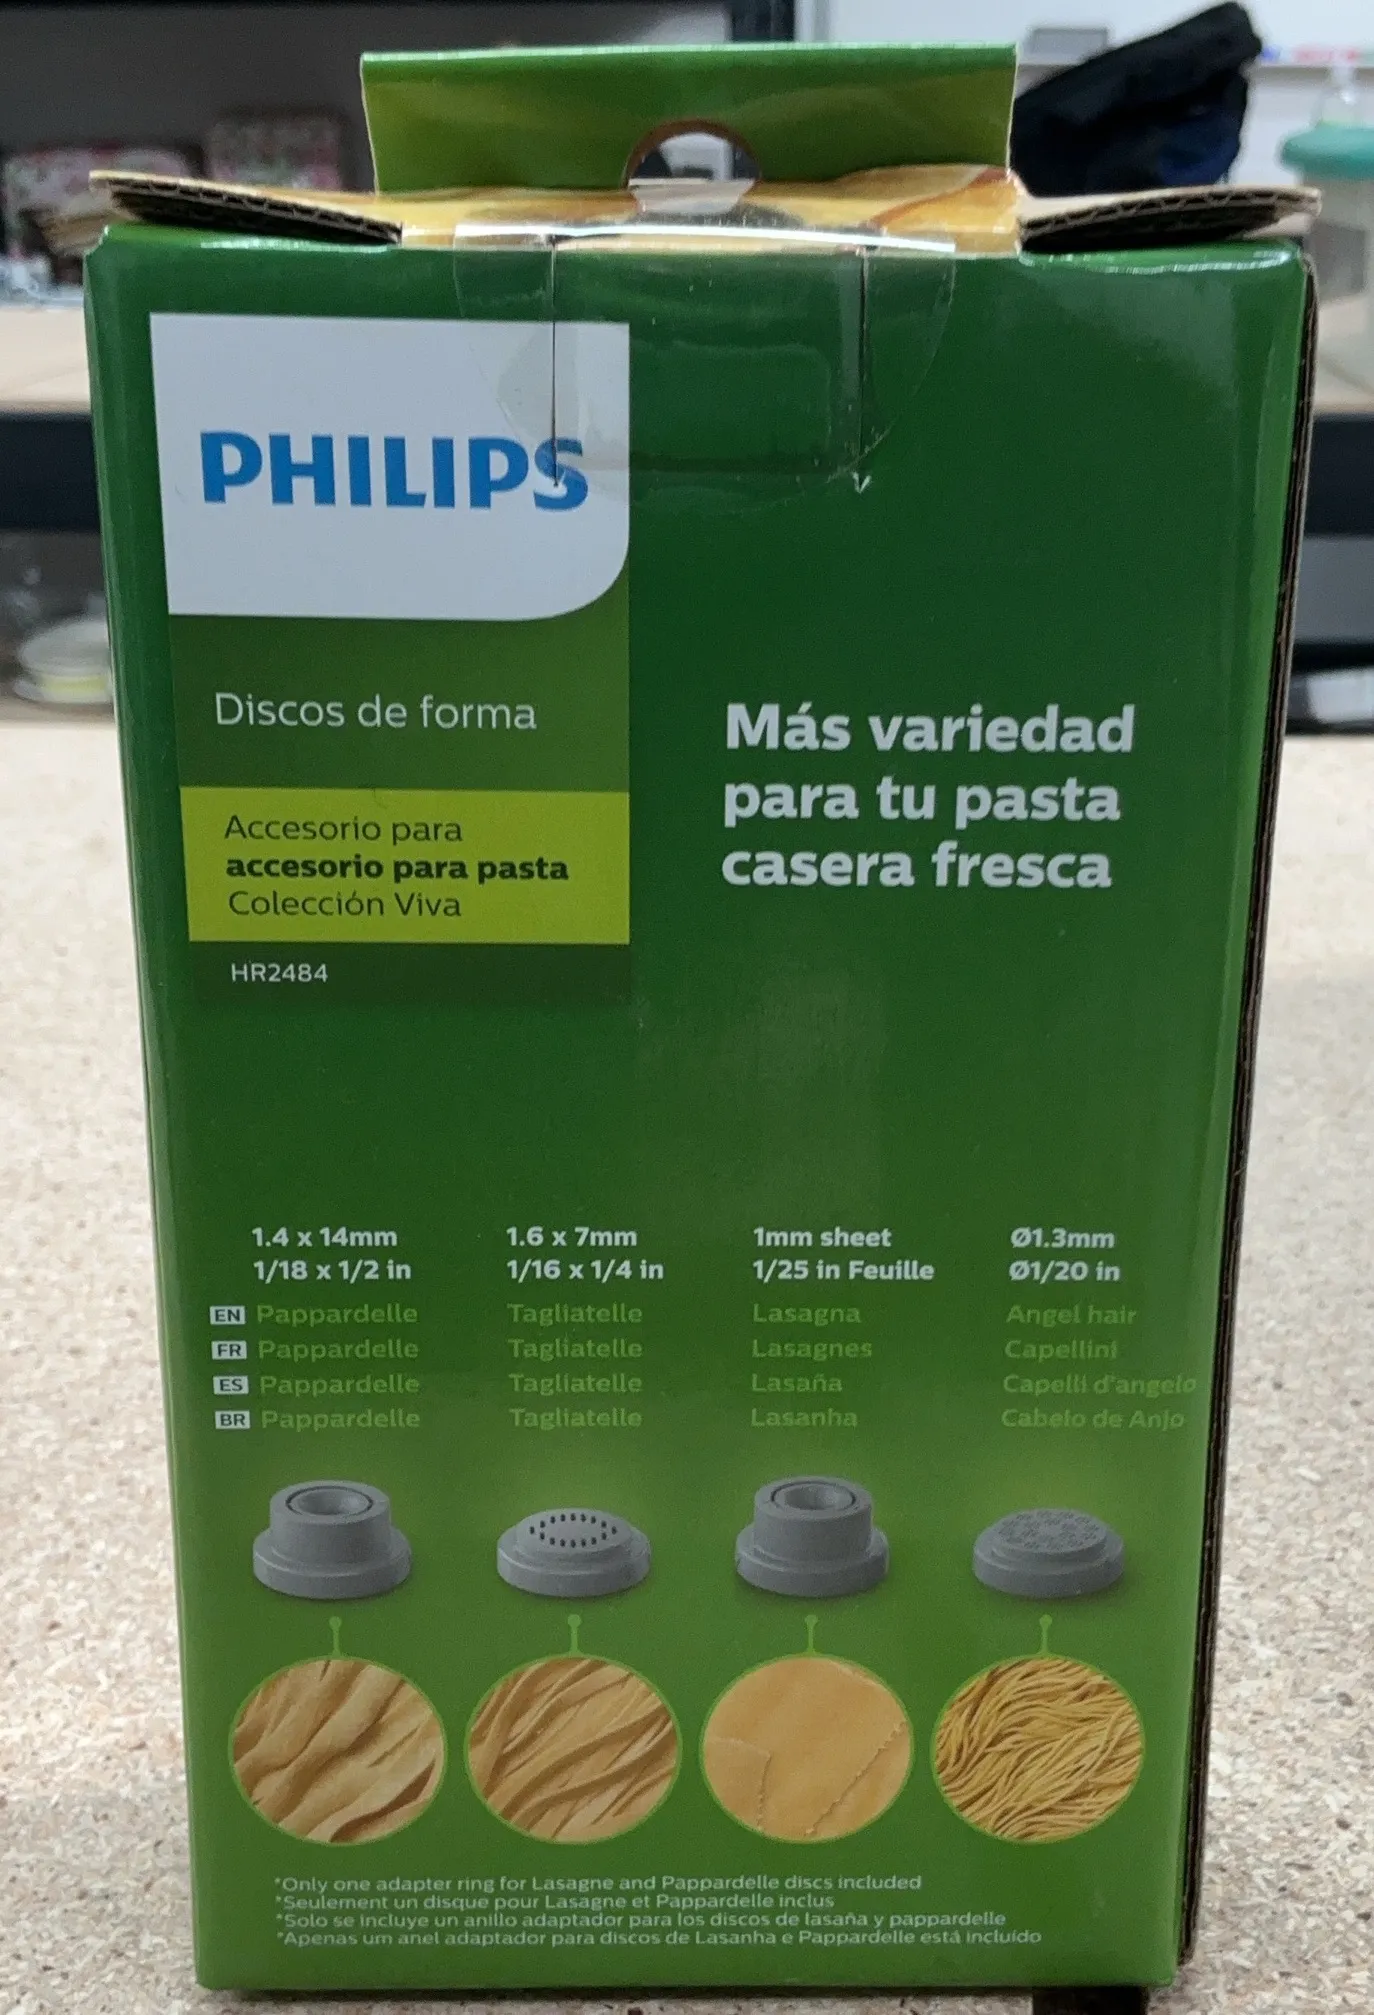 PHILIPS
Discos de forma
Accesorio para
accesorio para pasta
Colección Viva
HR2484
Más variedad
para tu pasta
casera fresca
1.4 x 14mm
1/18 x 1/2 in
1.6 x 7mm
1/16 x 1/4 in
1mm sheet
1/25 in Feuille
Ø1.3mm
Ø1/20 in
EN Pappardelle Tagliatelle Lasagna Angel hair
FR Pappardelle Tagliatelle Lasagnes Capellini
ES Pappardelle Tagliatelle Lasaña Capelli d'angelo
BR Pappardelle Tagliatelle Lasanha Cabelo de Anjo
*Only one adapter ring for Lasagne and Pappardelle discs included
*Seulement un disque pour Lasagne et Pappardelle inclus
*Solo se incluye un anillo adaptador para los discos de lasaña y pappardelle
*Apenas um anel adaptador para discos de Lasanha e Pappardelle está incluído